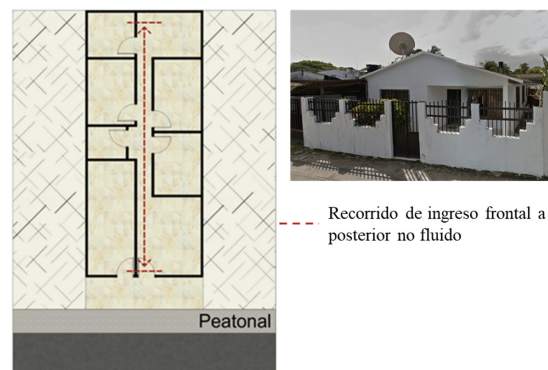 Recorrido de ingreso frontal a
posterior no fluido
Peatonal